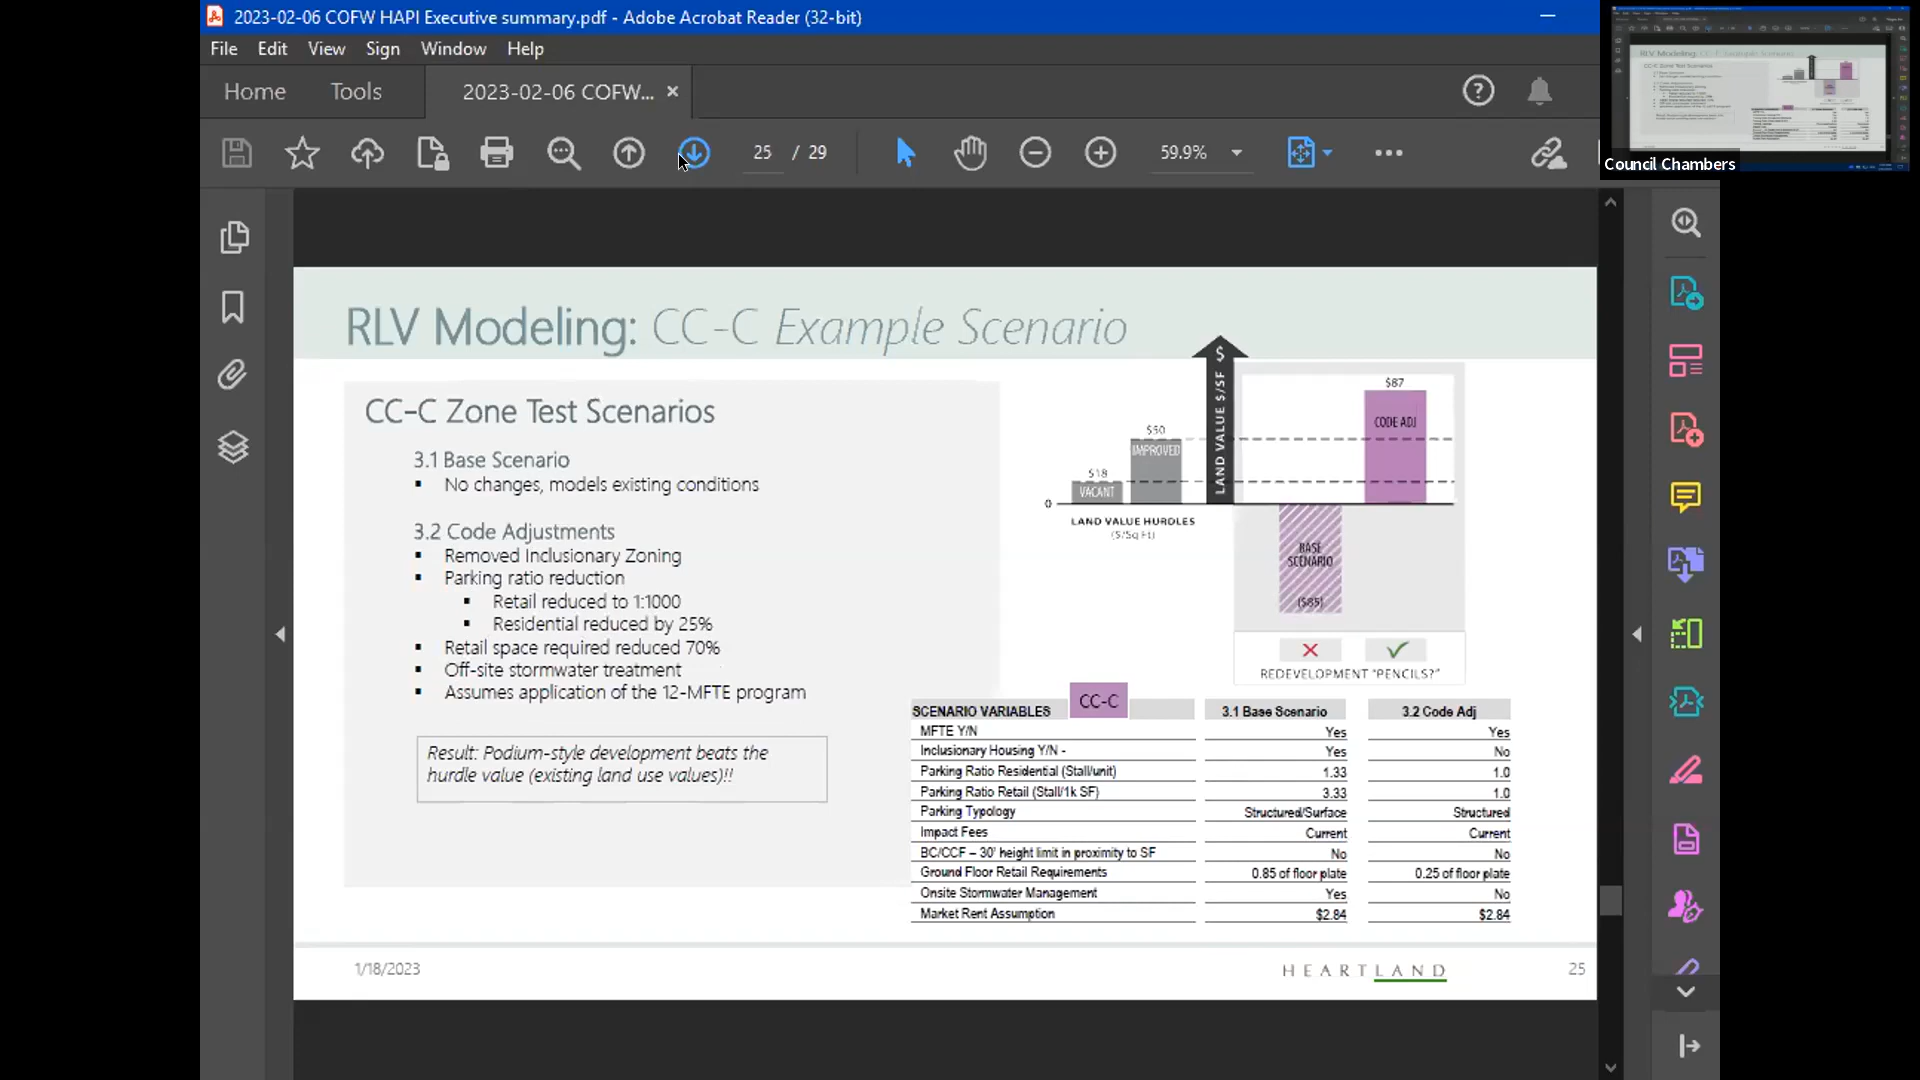 2023-02-06 COFW HAPI Executive summary.pdf - Adobe Acrobat Reader (32-bit)
File Edit View Sign Window Help
Home Tools 2023-02-06 COFW... ×
25 / 29 59.9%
Council Chambers
RLV Modeling: CC-C Example Scenario
CC-C Zone Test Scenarios
3.1 Base Scenario
▪ No changes, models existing conditions
3.2 Code Adjustments
▪ Removed Inclusionary Zoning
▪ Parking ratio reduction
▪ Retail reduced to 1:1000
▪ Residential reduced by 25%
▪ Retail space required reduced 70%
▪ Off-site stormwater treatment
▪ Assumes application of the 12-MFTE program
Result: Podium-style development beats the
hurdle value (existing land use values)!!
$
LAND VALUE $/SF
$87
CODE ADJ
$50
IMPROVED
$18
VACANT
0
LAND VALUE HURDLES
($/Sq Ft)
BASE
SCENARIO
($85)
REDEVELOPMENT "PENCILS?"
CC-C
SCENARIO VARIABLES 3.1 Base Scenario 3.2 Code Adj
MFTE Y/N Yes Yes
Inclusionary Housing Y/N - Yes No
Parking Ratio Residential (Stall/unit) 1.33 1.0
Parking Ratio Retail (Stall/1k SF) 3.33 1.0
Parking Typology Structured/Surface Structured
Impact Fees Current Current
BC/CCF – 30' height limit in proximity to SF No No
Ground Floor Retail Requirements 0.85 of floor plate 0.25 of floor plate
Onsite Stormwater Management Yes No
Market Rent Assumption $2.84 $2.84
1/18/2023 HEARTLAND 25